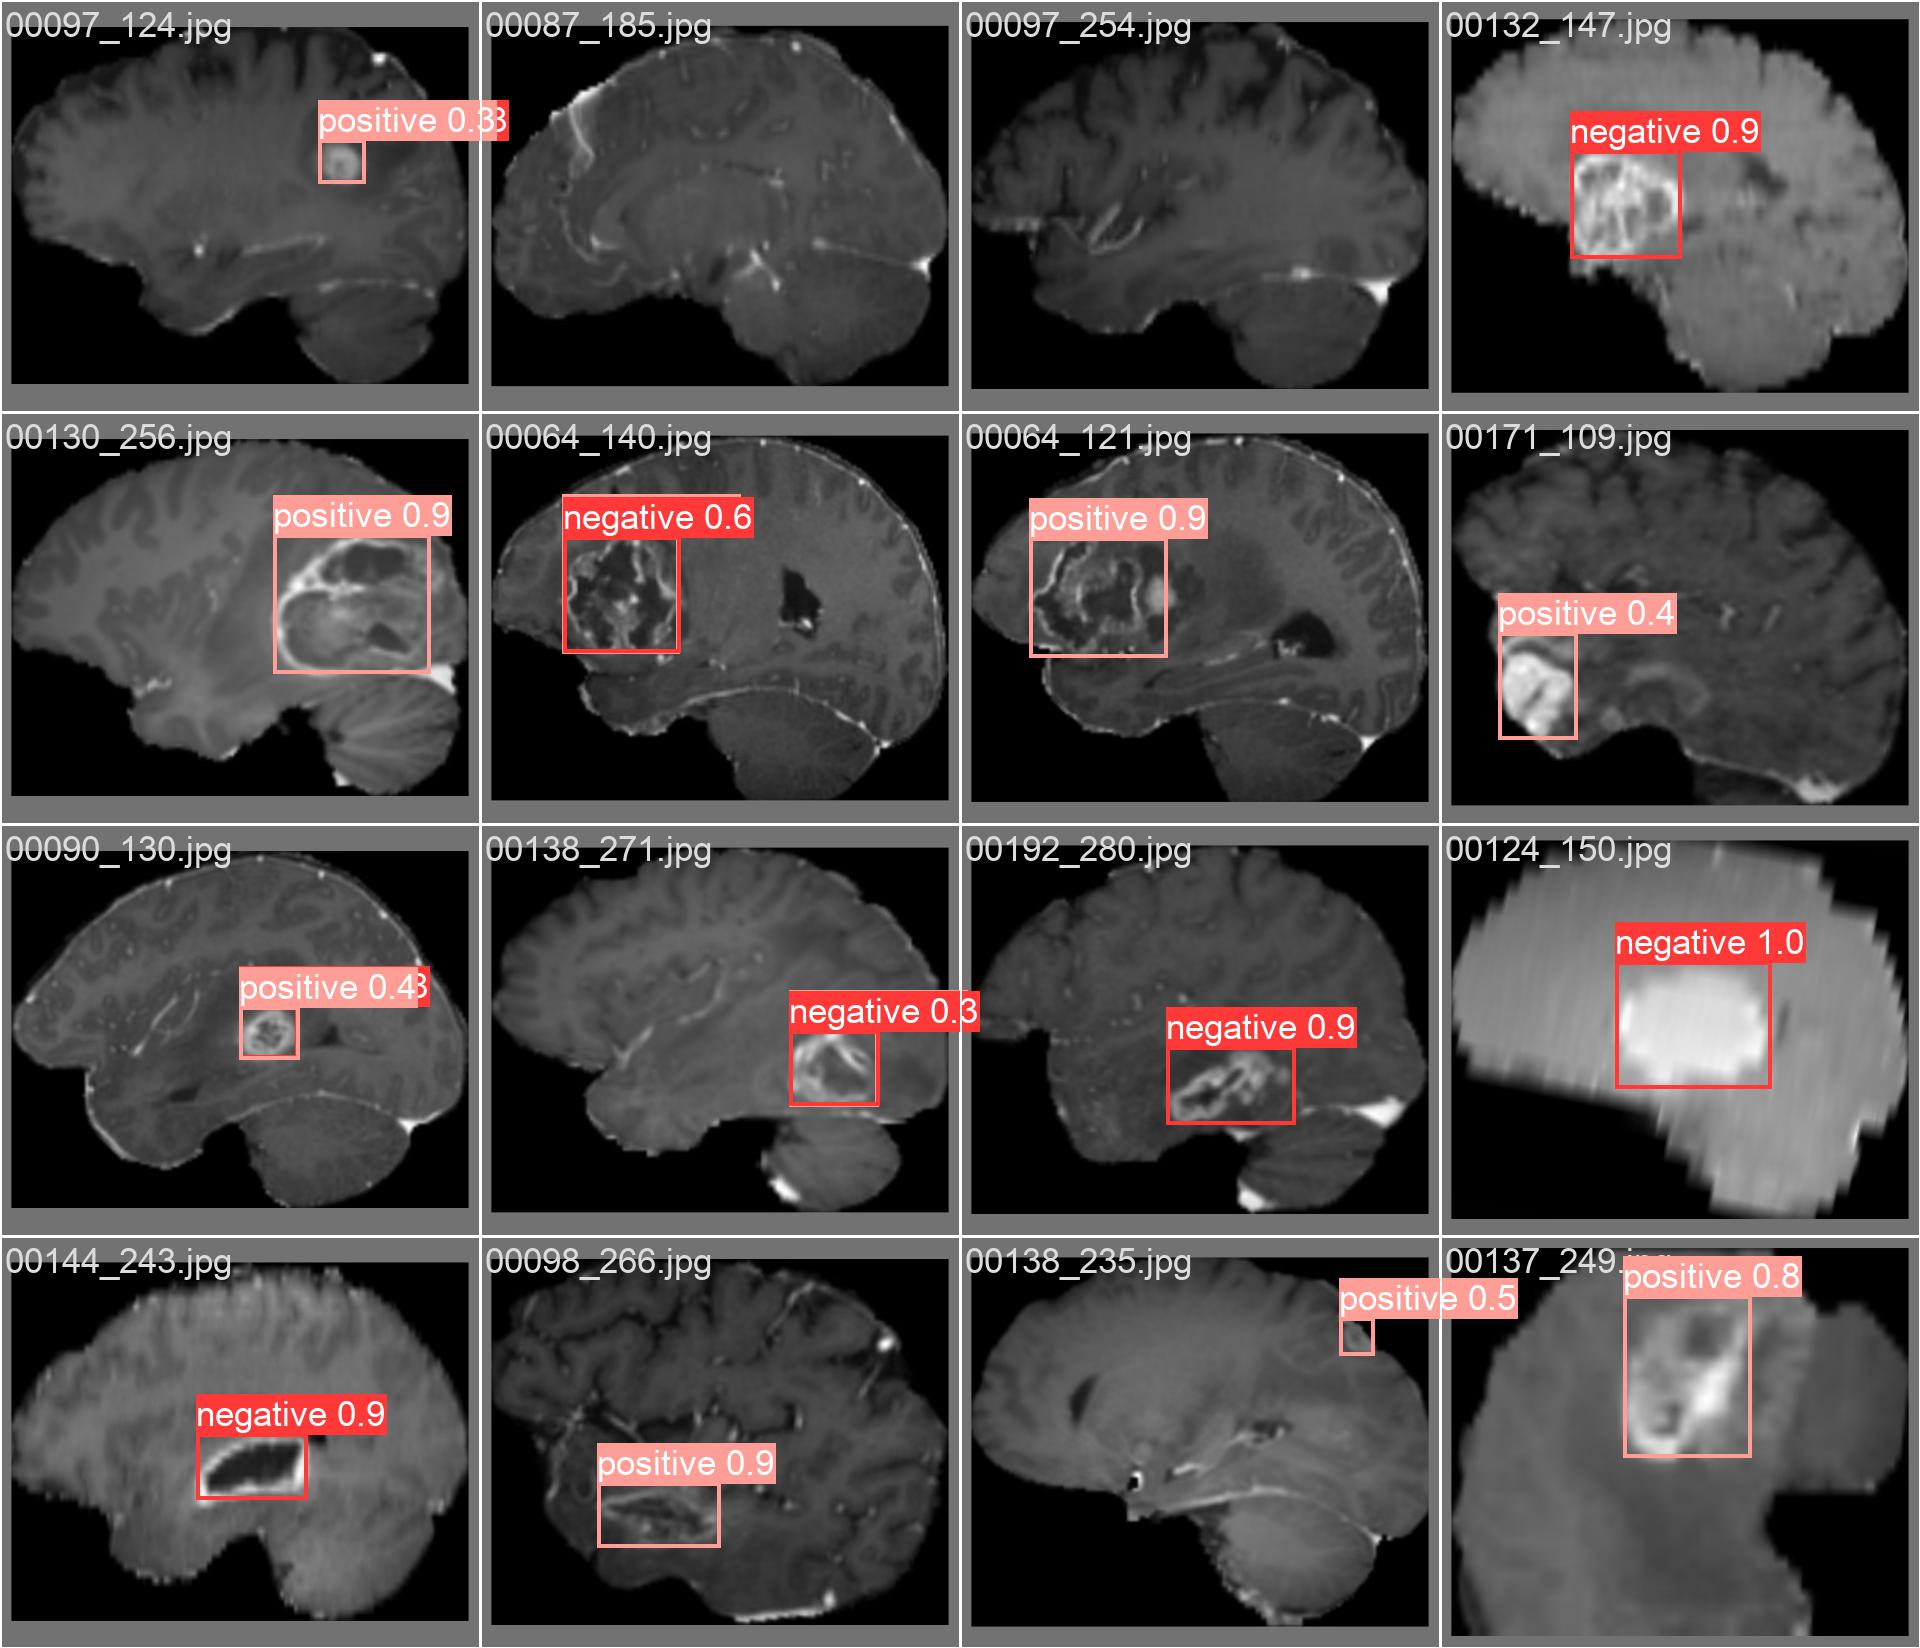 00097_124.jpg
00087_185.jpg
00097_254.jpg
00132_147.jpg
positive 0.3
negative 0.9
00130_256.jpg
00064_140.jpg
00064_121.jpg
00171_109.jpg
positive 0.9
negative 0.6
positive 0.9
positive 0.4
00090_130.jpg
00138_271.jpg
00192_280.jpg
00124_150.jpg
positive 0.4
negative 0.3
negative 0.9
negative 1.0
00144_243.jpg
00098_266.jpg
00138_235.jpg
00137_249.
negative 0.9
positive 0.9
positive 0.5
positive 0.8